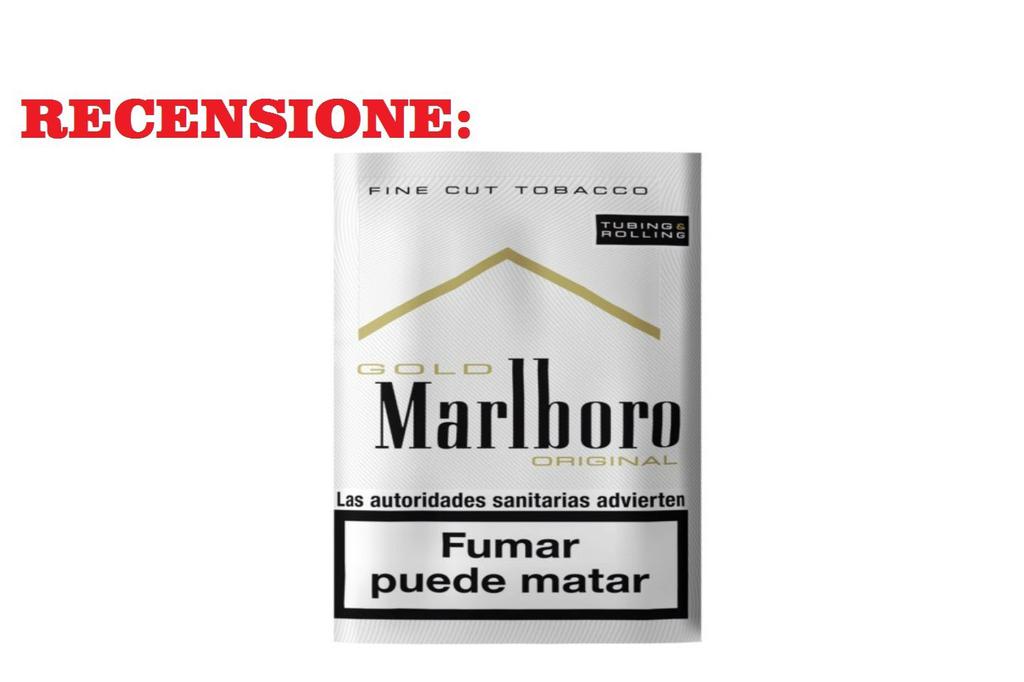 RECENSIONE:
FINE CUT TOBACCO
TUBING&
ROLLING
GOLD
Marlboro
ORIGINAL
Las autoridades sanitarias advierten
Fumar
puede matar